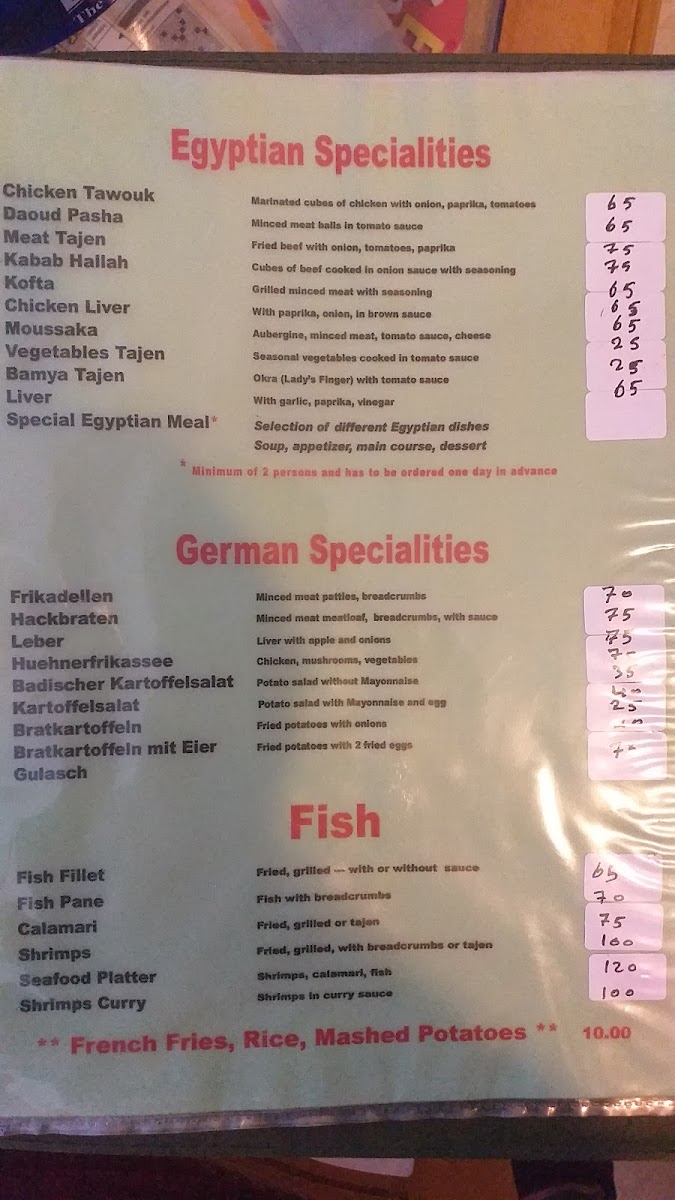 The
Egyptian Specialities
Chicken Tawouk Marinated cubes of chicken with onion, paprika, tomatoes 65
Daoud Pasha Minced meat balls in tomato sauce 65
Meat Tajen Fried beef with onion, tomatoes, paprika 75
Kabab Hallah Cubes of beef cooked in onion sauce with seasoning 75
Kofta Grilled minced meat with seasoning 65
Chicken Liver With paprika, onion, in brown sauce 65
Moussaka Aubergine, minced meat, tomato sauce, cheese 65
Vegetables Tajen Seasonal vegetables cooked in tomato sauce 25
Bamya Tajen Okra (Lady's Finger) with tomato sauce 25
Liver With garlic, paprika, vinegar 65
Special Egyptian Meal* Selection of different Egyptian dishes
Soup, appetizer, main course, dessert
* Minimum of 2 persons and has to be ordered one day in advance
German Specialities
Frikadellen Minced meat patties, breadcrumbs 70
Hackbraten Minced meat meatloaf, breadcrumbs, with sauce 75
Leber Liver with apple and onions 75
Huehnerfrikassee Chicken, mushrooms, vegetables 70
Badischer Kartoffelsalat Potato salad without Mayonnaise 35
Kartoffelsalat Potato salad with Mayonnaise and egg 40
Bratkartoffeln Fried potatoes with onions 25
Bratkartoffeln mit Eier Fried potatoes with 2 fried eggs
Gulasch 70
Fish
Fish Fillet Fried, grilled --- with or without sauce 65
Fish Pane Fish with breadcrumbs 70
Calamari Fried, grilled or tajen 75
Shrimps Fried, grilled, with breadcrumbs or tajen 100
Seafood Platter Shrimps, calamari, fish 120
Shrimps Curry Shrimps in curry sauce 100
** French Fries, Rice, Mashed Potatoes ** 10.00